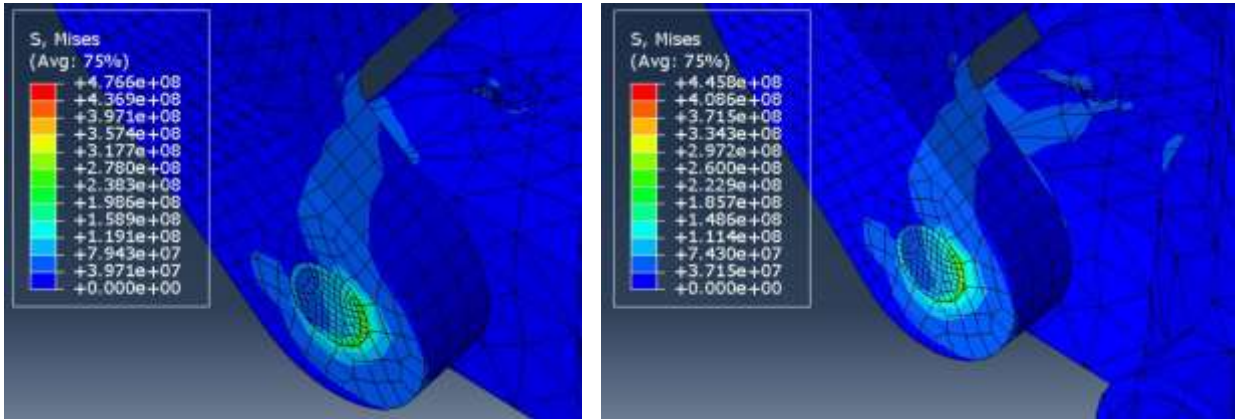 S, Mises
(Avg: 75%)
+4.766e+08
+4.369e+08
+3.971e+08
+3.574e+08
+3.177e+08
+2.780e+08
+2.383e+08
+1.986e+08
+1.589e+08
+1.191e+08
+7.943e+07
+3.971e+07
+0.000e+00
S, Mises
(Avg: 75%)
+4.458e+08
+4.086e+08
+3.715e+08
+3.343e+08
+2.972e+08
+2.600e+08
+2.229e+08
+1.857e+08
+1.486e+08
+1.114e+08
+7.430e+07
+3.715e+07
+0.000e+00